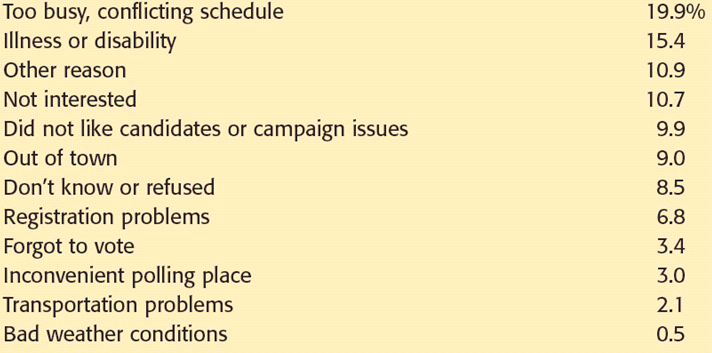 Too busy, conflicting schedule 19.9%
Illness or disability 15.4
Other reason 10.9
Not interested 10.7
Did not like candidates or campaign issues 9.9
Out of town 9.0
Don’t know or refused 8.5
Registration problems 6.8
Forgot to vote 3.4
Inconvenient polling place 3.0
Transportation problems 2.1
Bad weather conditions 0.5